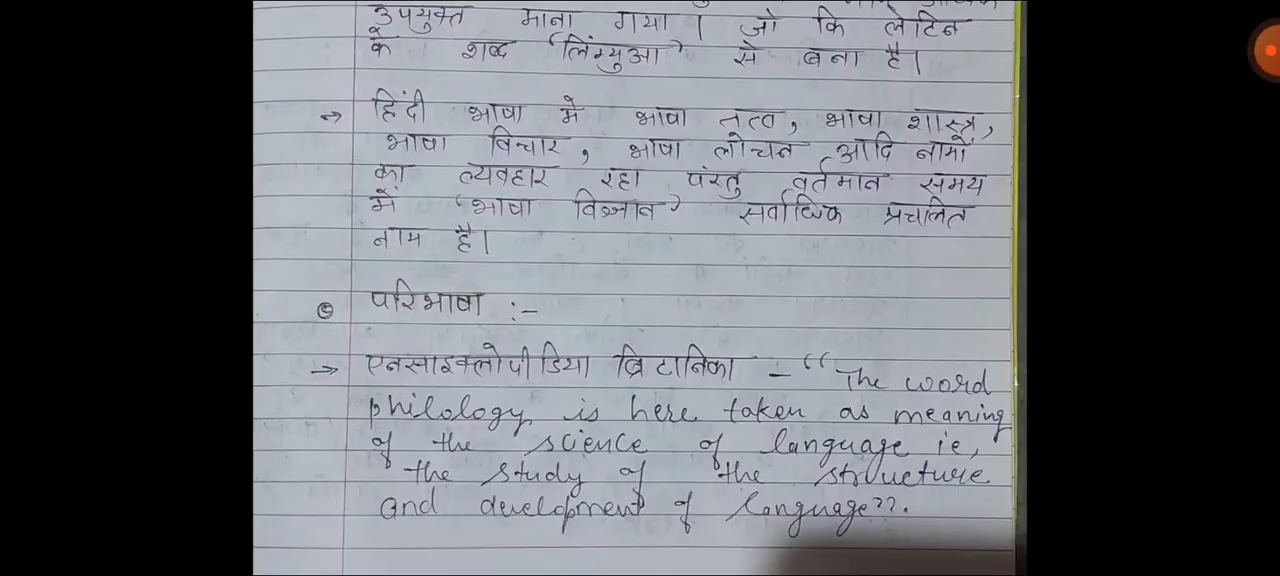 उपयुक्त माना गया। जो कि लेटिन
के शब्द 'लिंग्युआ' से बना है।
→ हिंदी भाषा में भाषा तत्व, भाषा शास्त्र,
भाषा विचार, भाषा लोचन आदि नामों
का व्यवहार रहा परंतु वर्तमान समय
में 'भाषा विज्ञान' सर्वाधिक प्रचलित
नाम है।
परिभाषा :-
→ एनसाइक्लोपीडिया ब्रिटानिका - “The word
philology is here taken as meaning
of the science of language ie,
the study of the structure
and development of language”.